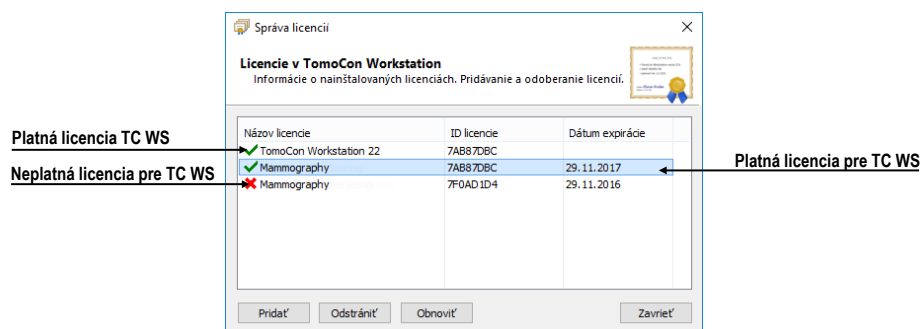 Správa licencií
Licencie v TomoCon Workstation
Informácie o nainštalovaných licenciách. Pridávanie a odoberanie licencií.
Názov licencie ID licencie Dátum expirácie
Platná licencia TC WS
TomoCon Workstation 22 7AB87DBC
Mammography 7AB87DBC 29.11.2017
Platná licencia pre TC WS
Neplatná licencia pre TC WS
Mammography 7F0AD1D4 29.11.2016
Pridať Odstrániť Obnoviť Zavrieť